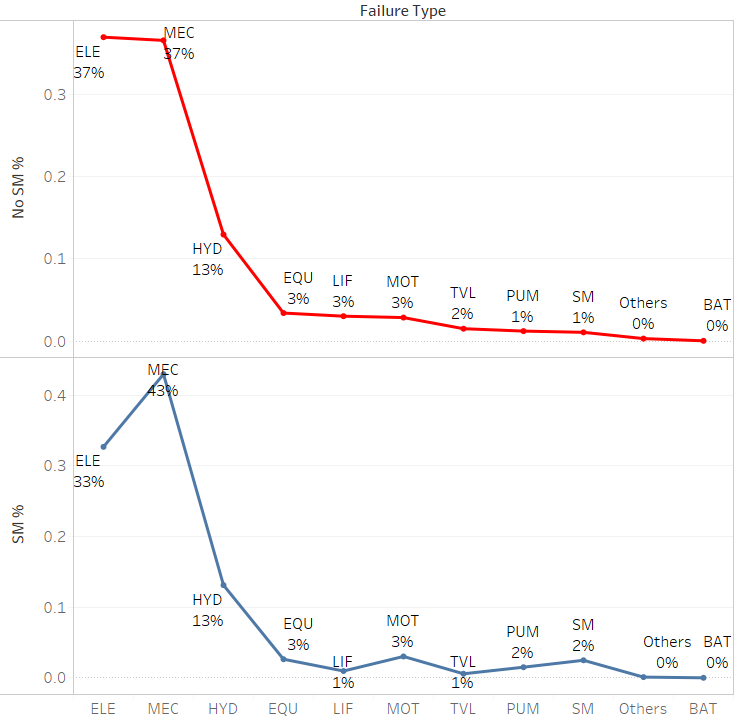 Failure Type
No SM %
0.3
0.2
0.1
0.0
ELE
37%
MEC
37%
HYD
13%
EQU
3%
LIF
3%
MOT
3%
TVL
2%
PUM
1%
SM
1%
Others
0%
BAT
0%
SM %
0.4
0.3
0.2
0.1
0.0
ELE
33%
MEC
43%
HYD
13%
EQU
3%
LIF
1%
MOT
3%
TVL
1%
PUM
2%
SM
2%
Others
0%
BAT
0%
ELE MEC HYD EQU LIF MOT TVL PUM SM Others BAT